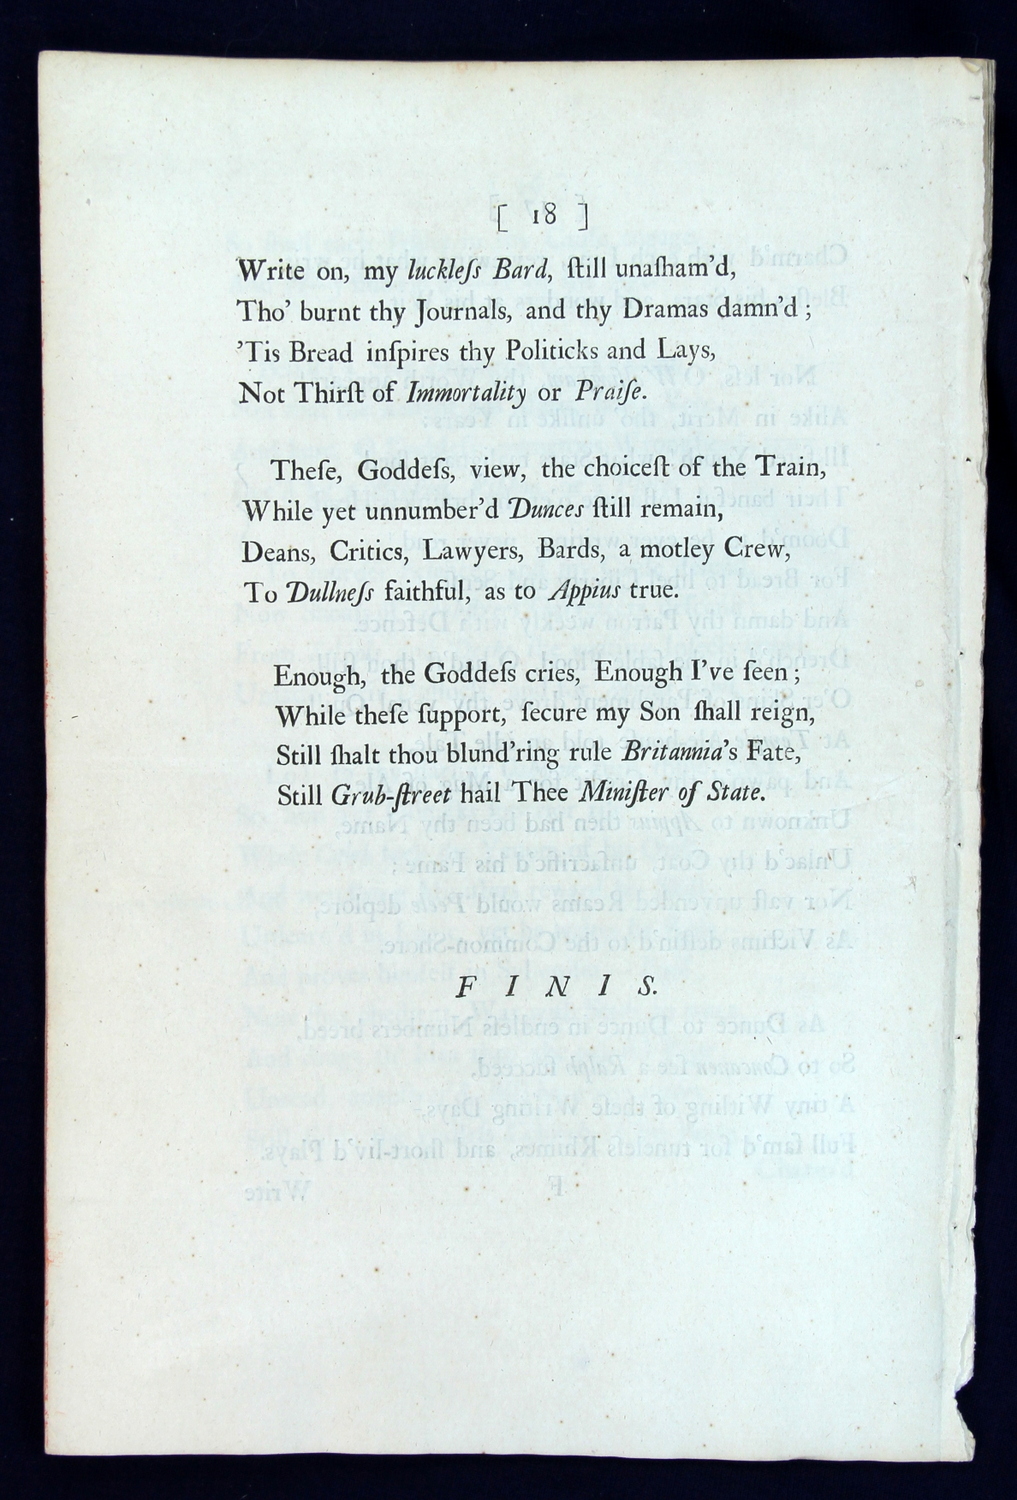 [ 18 ]
Write on, my luckleſs Bard, ſtill unaſham'd,
Tho' burnt thy Journals, and thy Dramas damn'd ;
'Tis Bread inſpires thy Politicks and Lays,
Not Thirſt of Immortality or Praiſe.
Theſe, Goddeſs, view, the choiceſt of the Train,
While yet unnumber'd Dunces ſtill remain,
Deans, Critics, Lawyers, Bards, a motley Crew,
To Dullneſs faithful, as to Appius true.
Enough, the Goddeſs cries, Enough I've ſeen ;
While theſe ſupport, ſecure my Son ſhall reign,
Still ſhalt thou blund'ring rule Britannia's Fate,
Still Grub-ſtreet hail Thee Miniſter of State.
F I N I S.